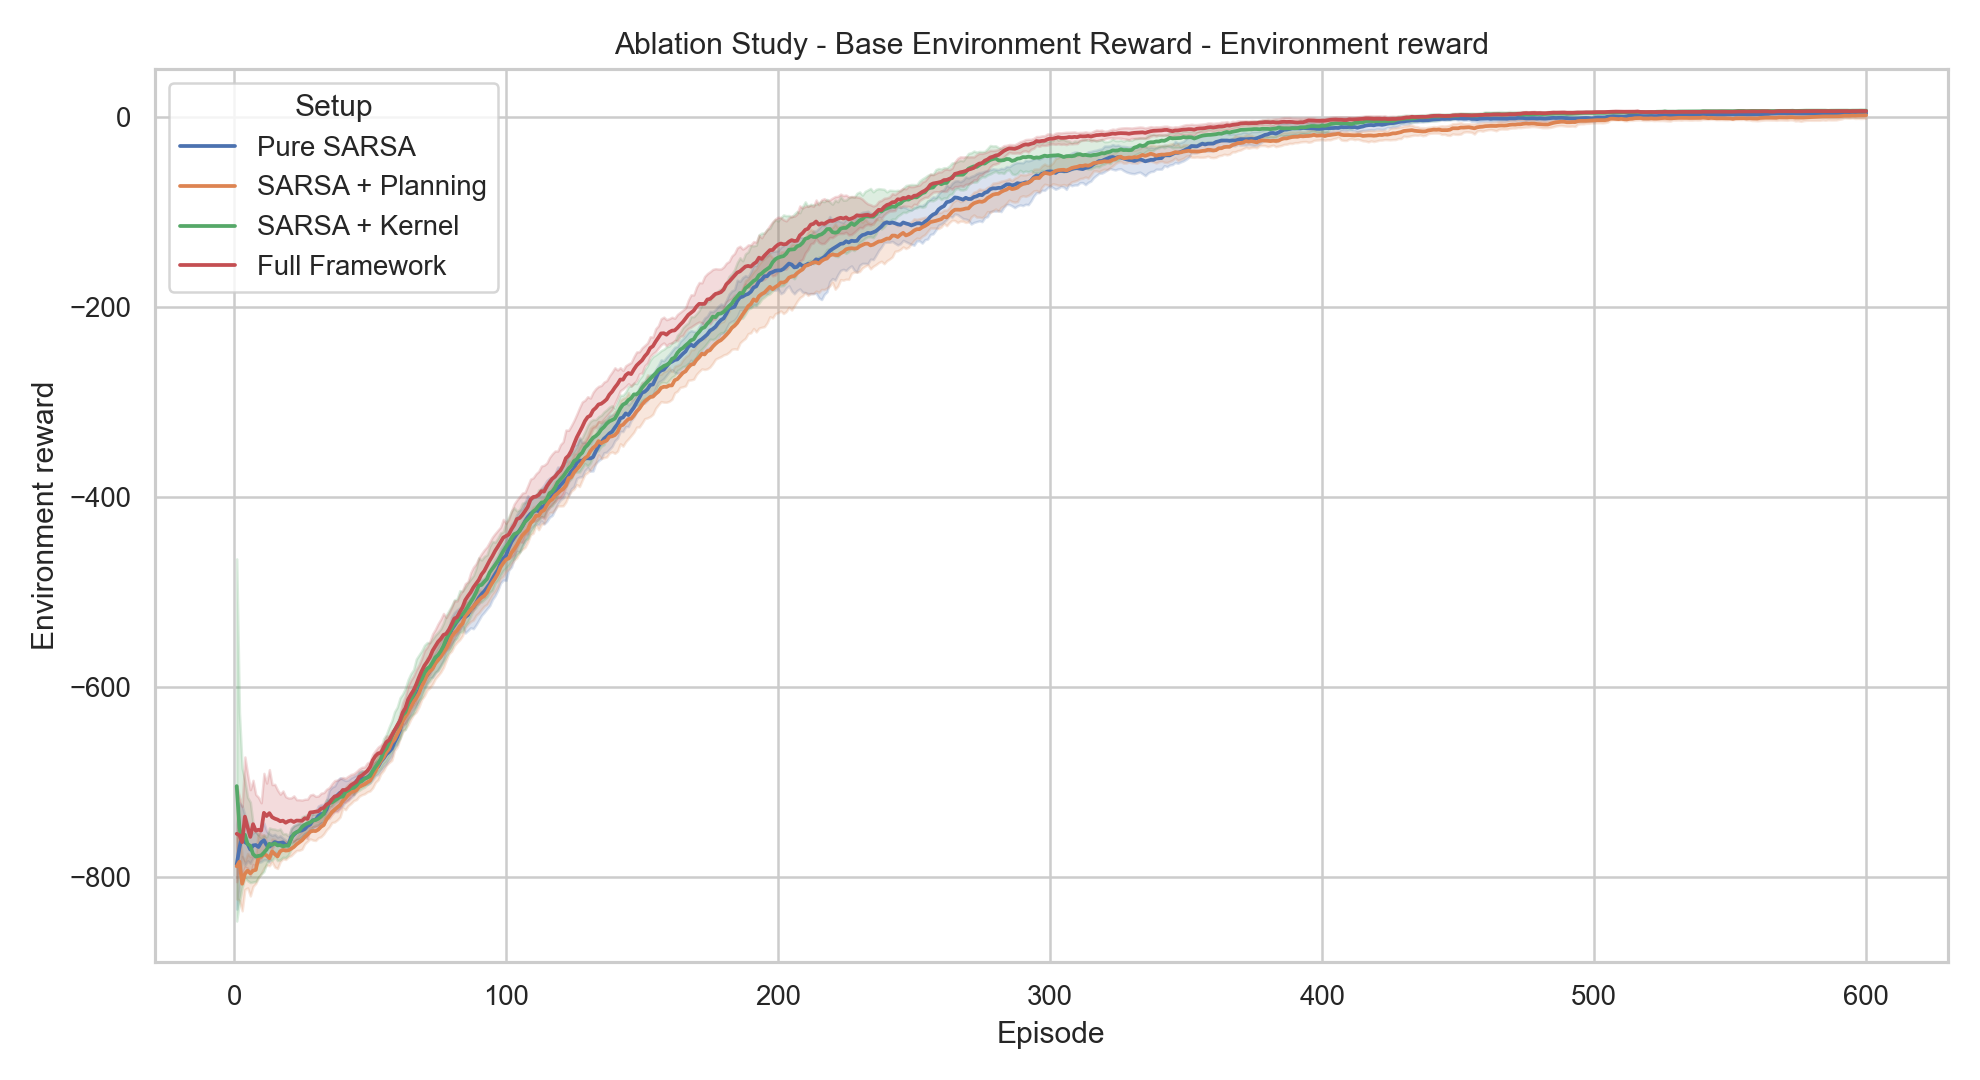 Ablation Study - Base Environment Reward - Environment reward
Setup
Pure SARSA
SARSA + Planning
SARSA + Kernel
Full Framework
Environment reward
0
−200
−400
−600
−800
0
100
200
300
400
500
600
Episode